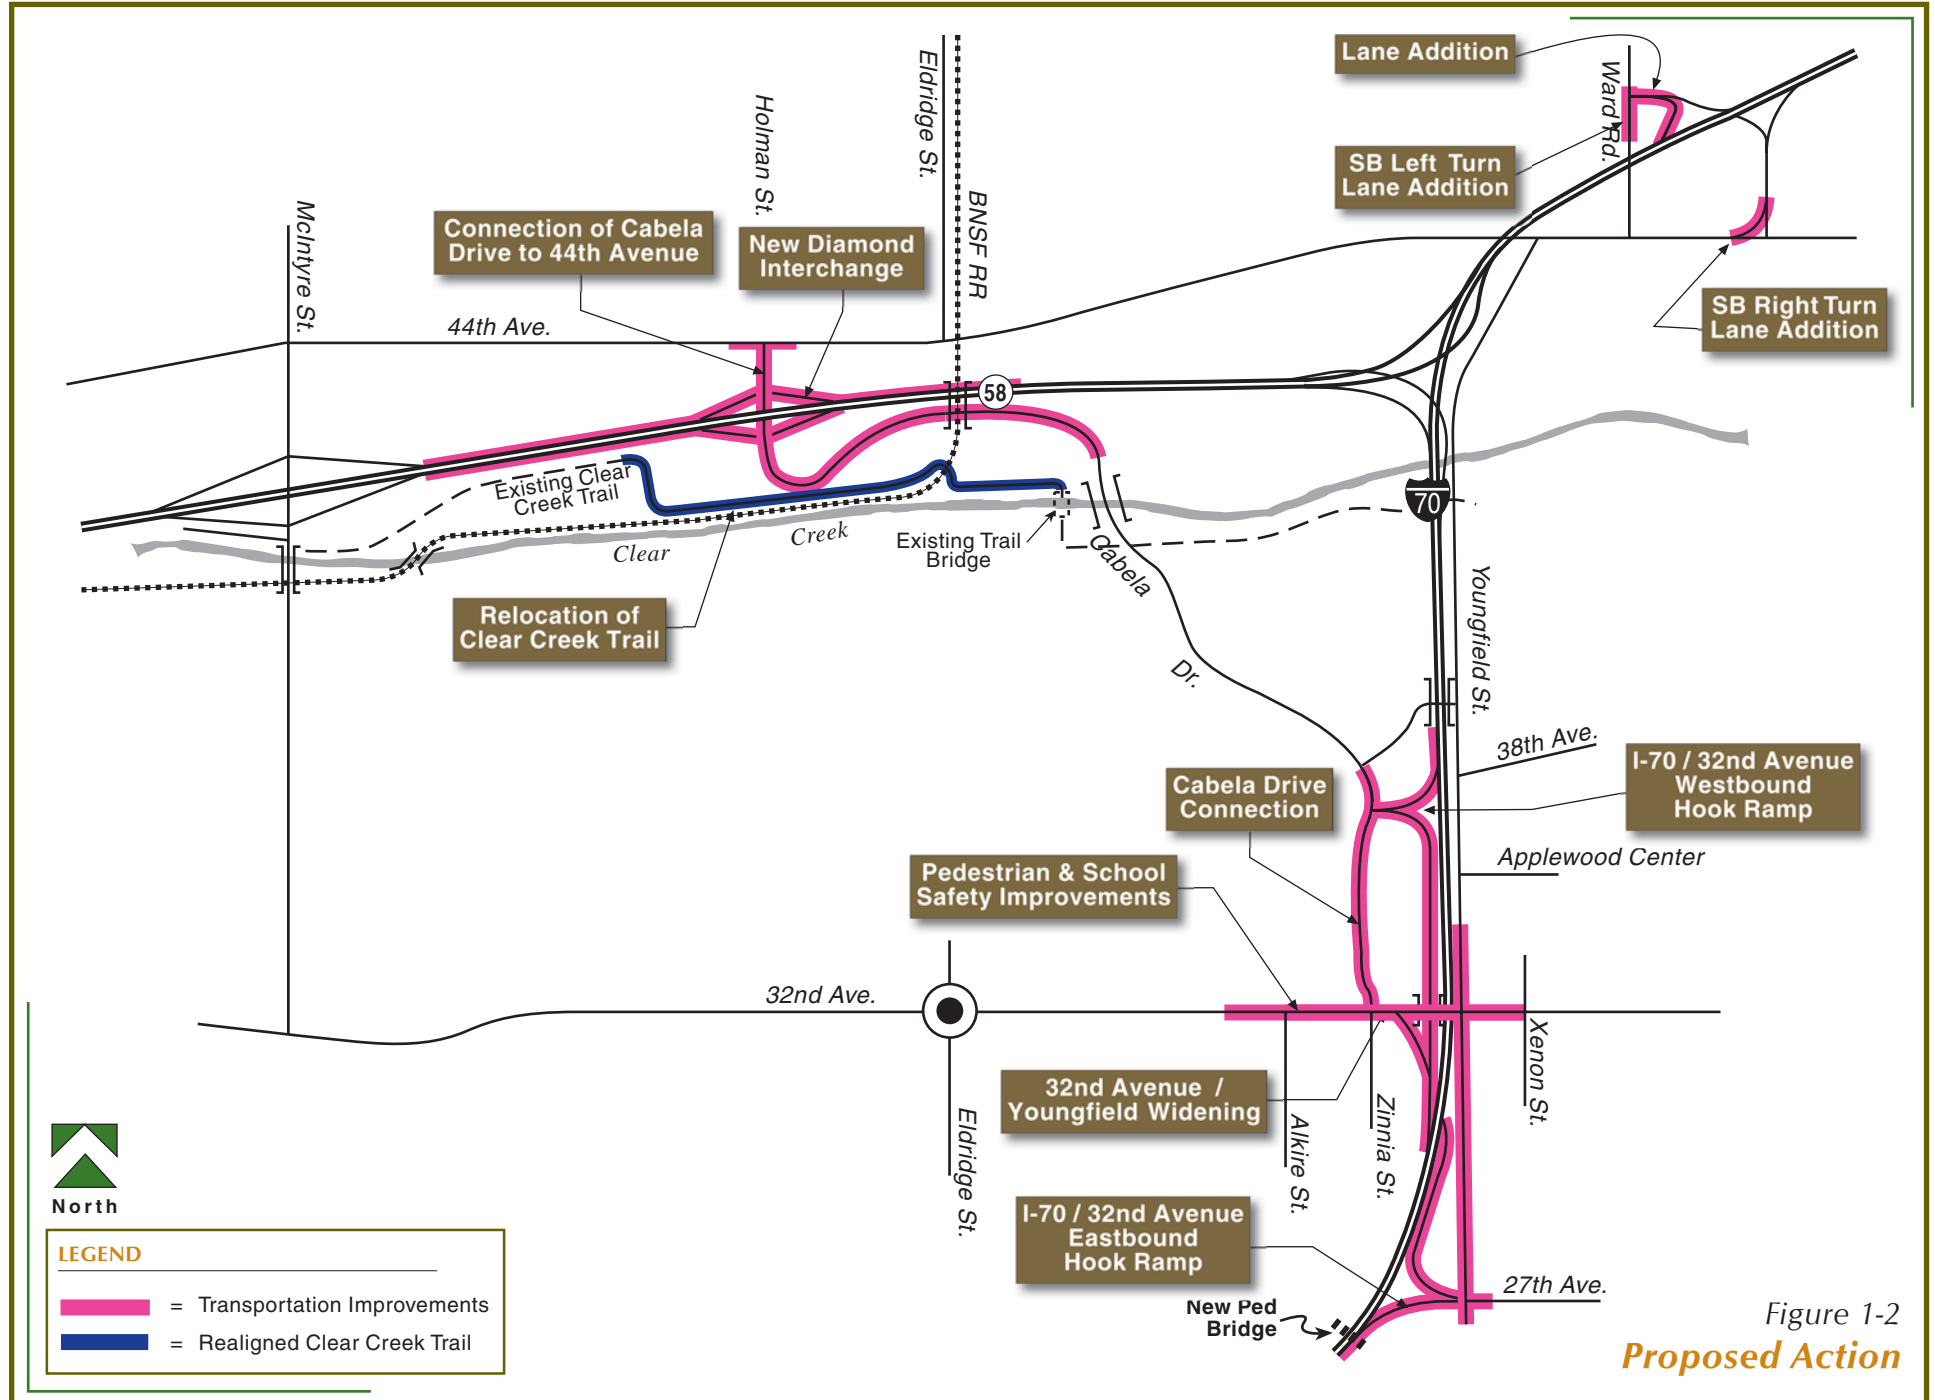 Lane Addition
Ward Rd.
SB Left Turn
Lane Addition
SB Right Turn
Lane Addition
Eldridge St.
Holman St.
BNSF RR
McIntyre St.
Connection of Cabela
Drive to 44th Avenue
New Diamond
Interchange
44th Ave.
58
Existing Clear
Creek Trail
Clear
Creek
Existing Trail
Bridge
Cabela
Dr.
70
Youngfield St.
Relocation of
Clear Creek Trail
38th Ave.
I-70 / 32nd Avenue
Westbound
Hook Ramp
Cabela Drive
Connection
Applewood Center
Pedestrian & School
Safety Improvements
32nd Ave.
Xenon St.
32nd Avenue /
Youngfield Widening
Zinnia St.
Alkire St.
Eldridge St.
I-70 / 32nd Avenue
Eastbound
Hook Ramp
27th Ave.
New Ped
Bridge
North
LEGEND
= Transportation Improvements
= Realigned Clear Creek Trail
Figure 1-2
Proposed Action